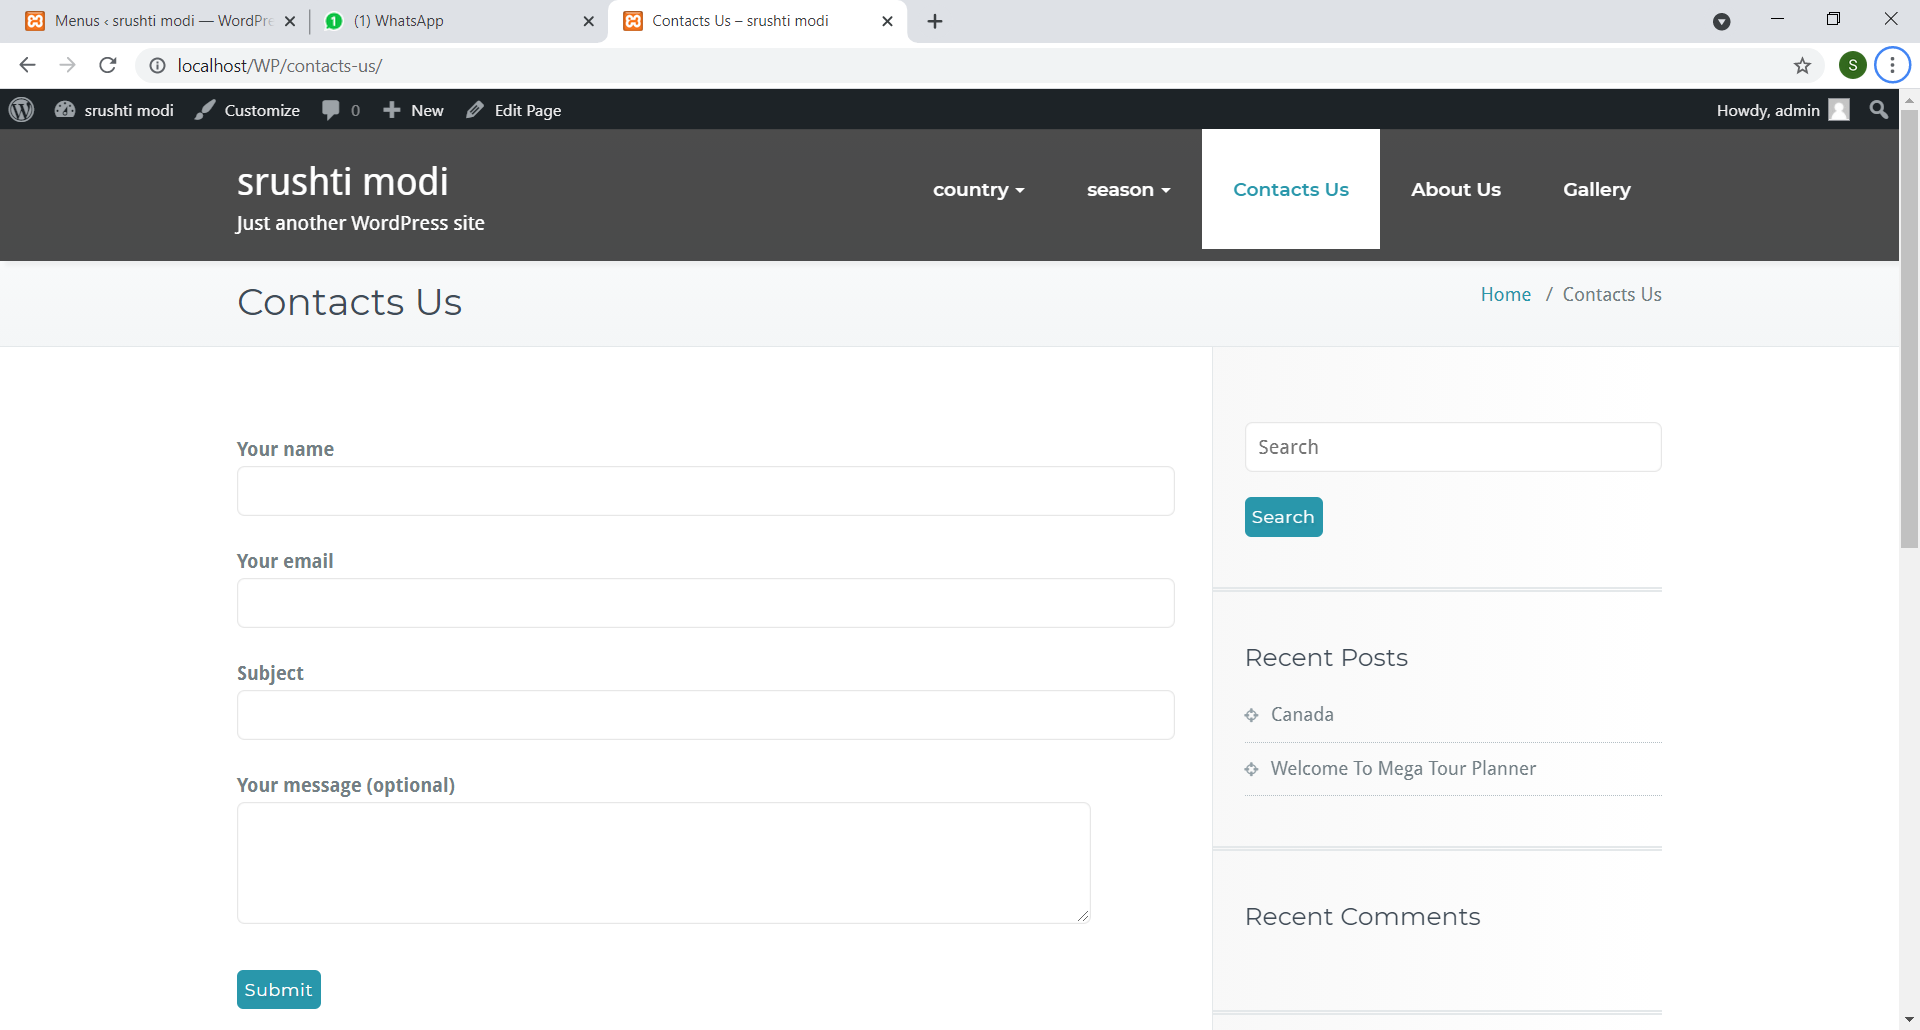 Menus ‹ srushti modi — WordPre
(1) WhatsApp
Contacts Us – srushti modi
localhost/WP/contacts-us/
S
srushti modi
Customize
0
New
Edit Page
Howdy, admin
srushti modi
Just another WordPress site
country
season
Contacts Us
About Us
Gallery
Contacts Us
Home / Contacts Us
Your name
Your email
Subject
Your message (optional)
Submit
Search
Search
Recent Posts
Canada
Welcome To Mega Tour Planner
Recent Comments